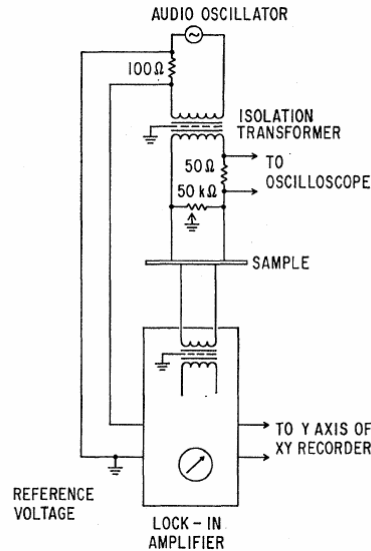 AUDIO OSCILLATOR
100Ω
ISOLATION
TRANSFORMER
50Ω
TO
OSCILLOSCOPE
50 kΩ
SAMPLE
TO Y AXIS OF
XY RECORDER
REFERENCE
VOLTAGE
LOCK-IN
AMPLIFIER